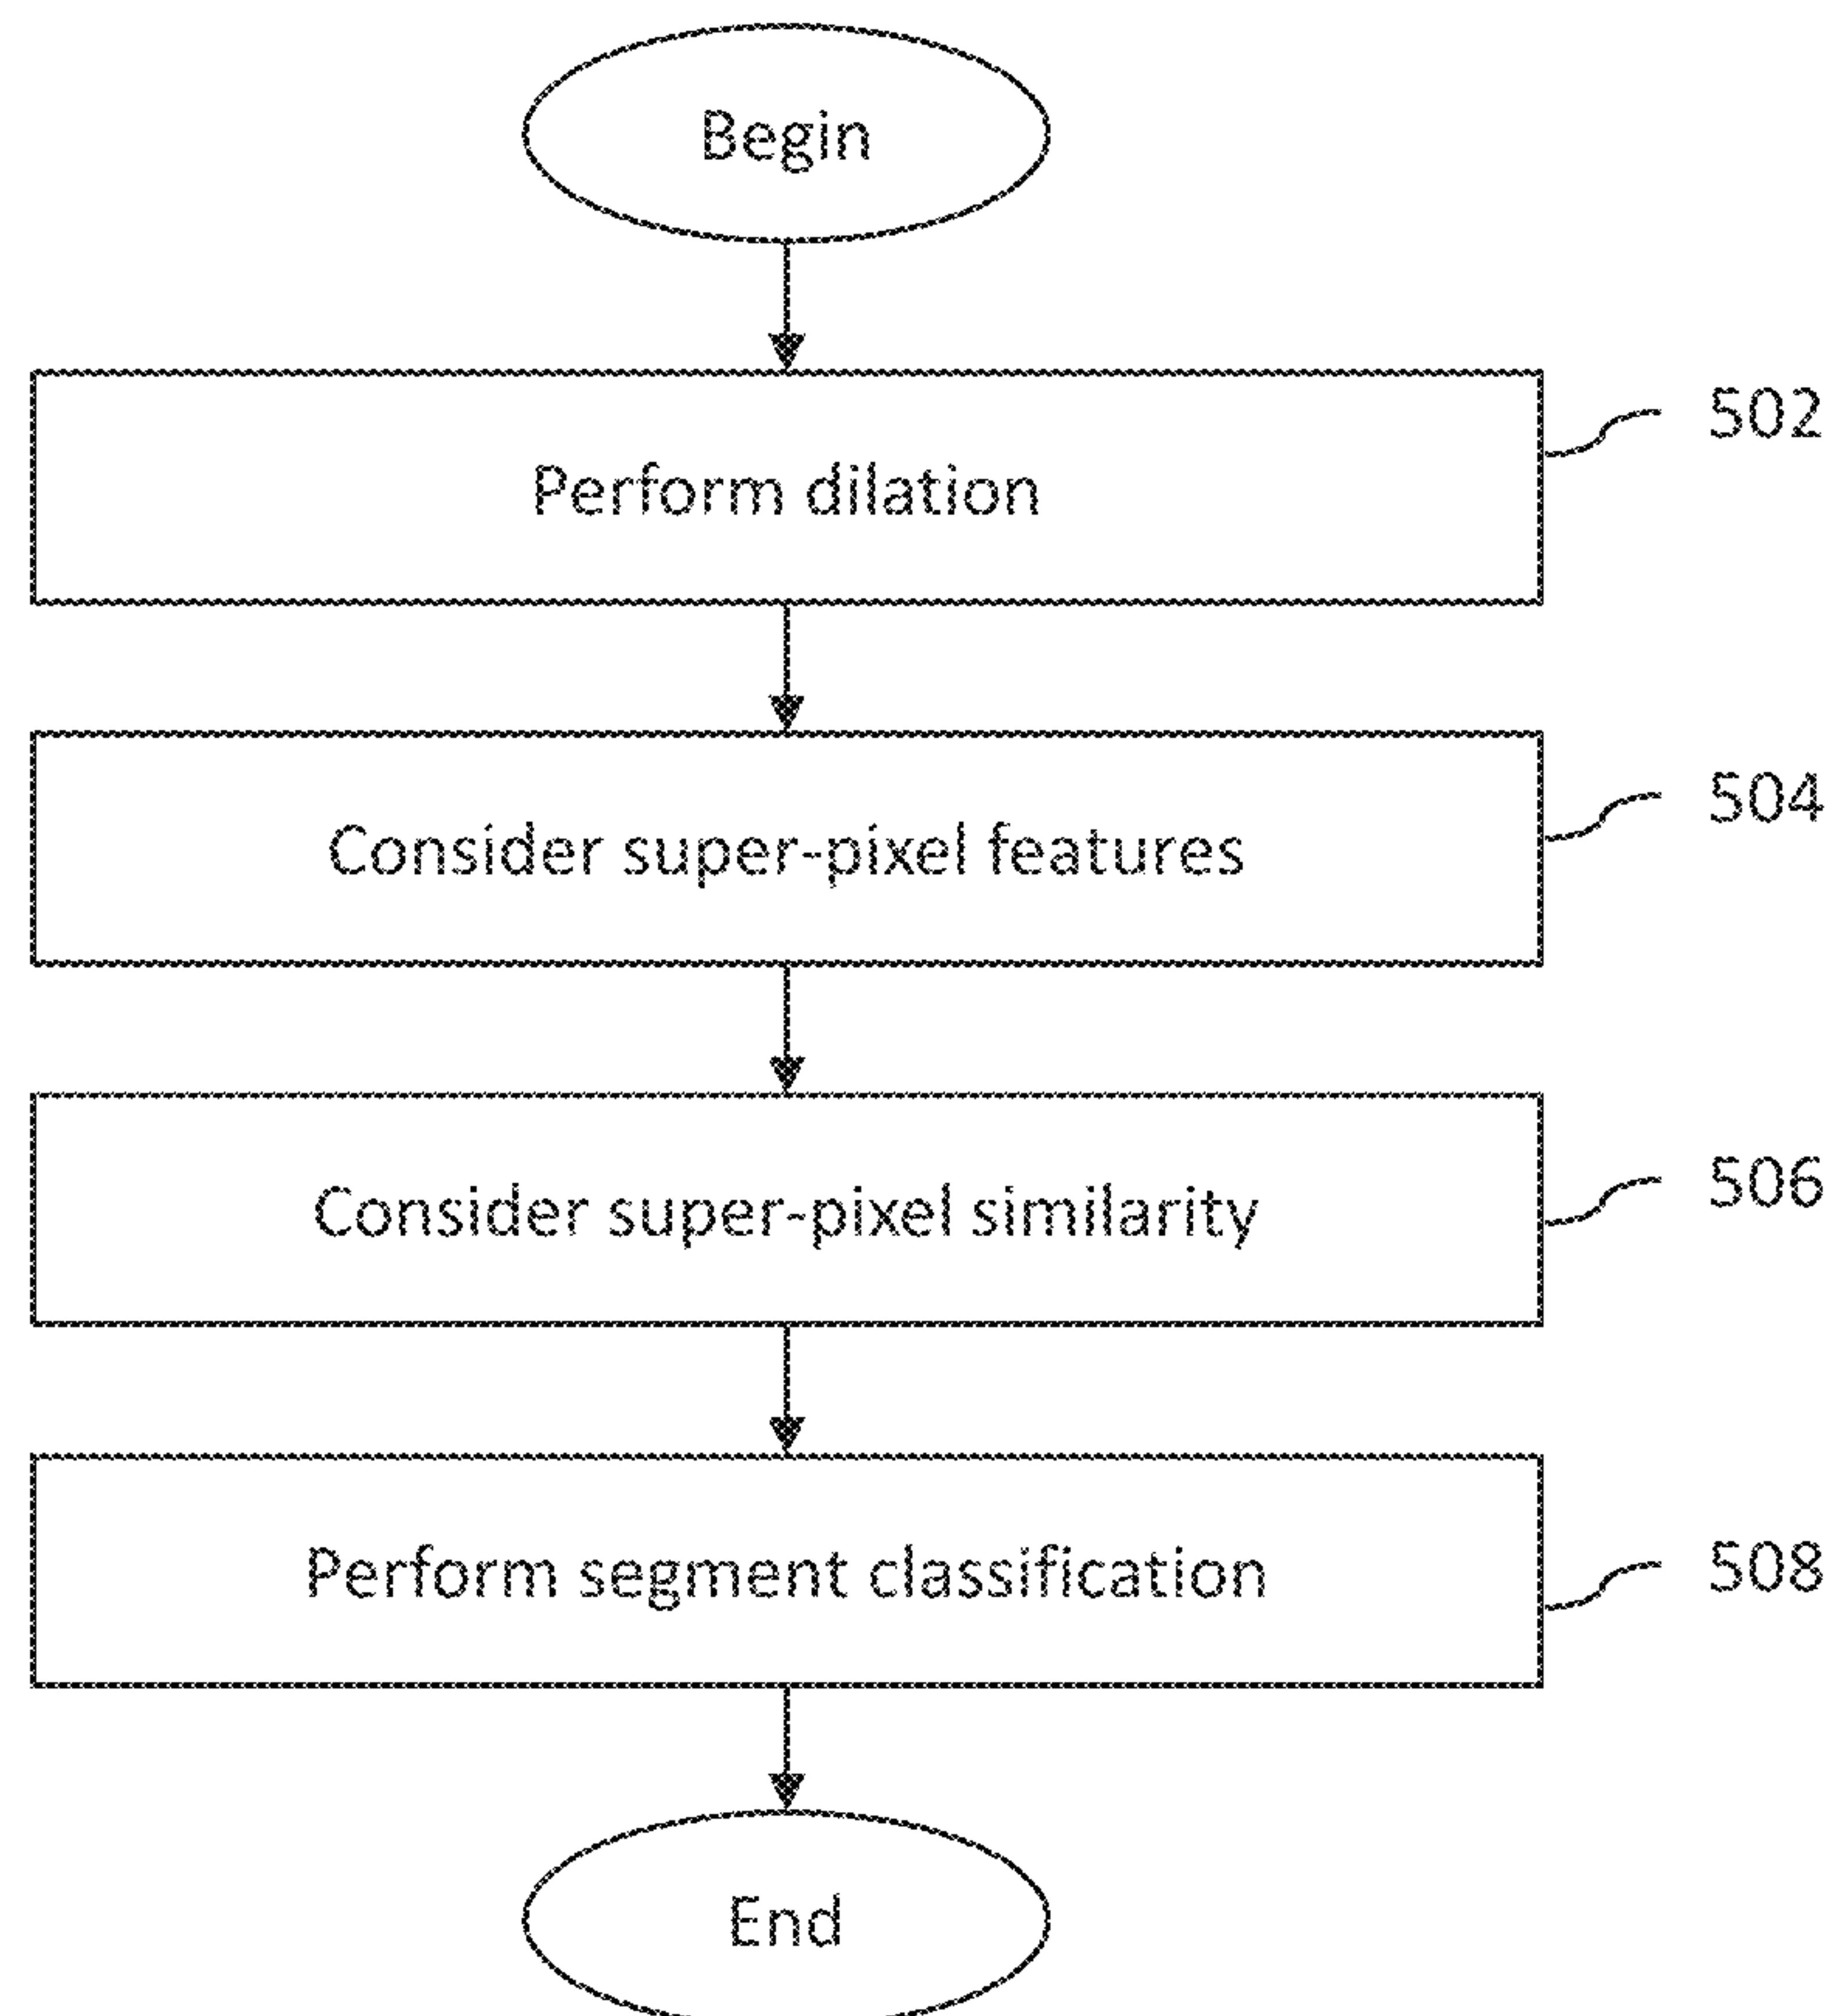 Begin
Perform dilation
502
Consider super-pixel features
504
Consider super-pixel similarity
506
Perform segment classification
508
End